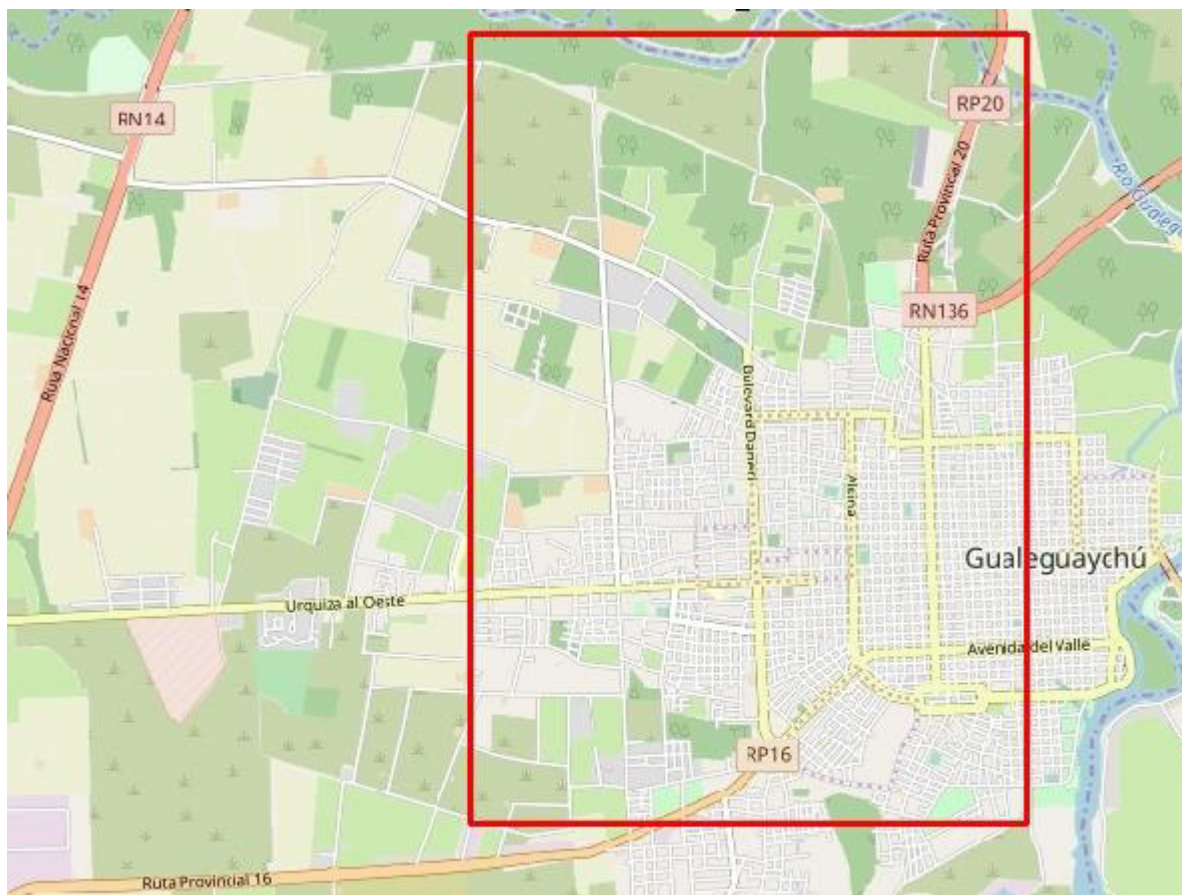 RN14
RP20
Ruta Provincial 20
Ruta Nacional 14
RN136
Bulevard Daneri
Alsina
Gualeguaychú
Urquiza al Oeste
Avenida del Valle
RP16
Ruta Provincial 16